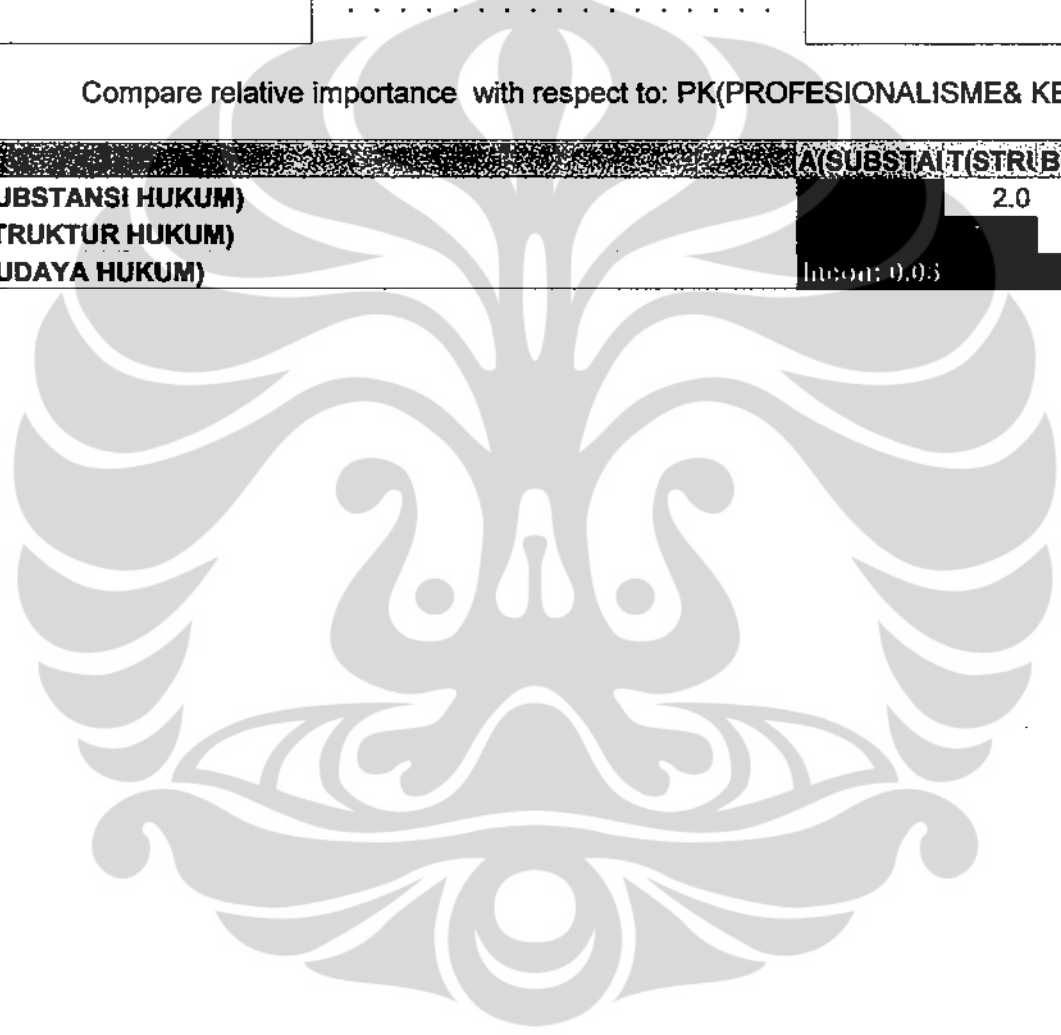 Compare relative importance with respect to: PK(PROFESIONALISME& KE
A(SUBSTA T(STRU B
UBSTANSI HUKUM) 2.0
TRUKTUR HUKUM)
UDAYA HUKUM) Incon: 0.03